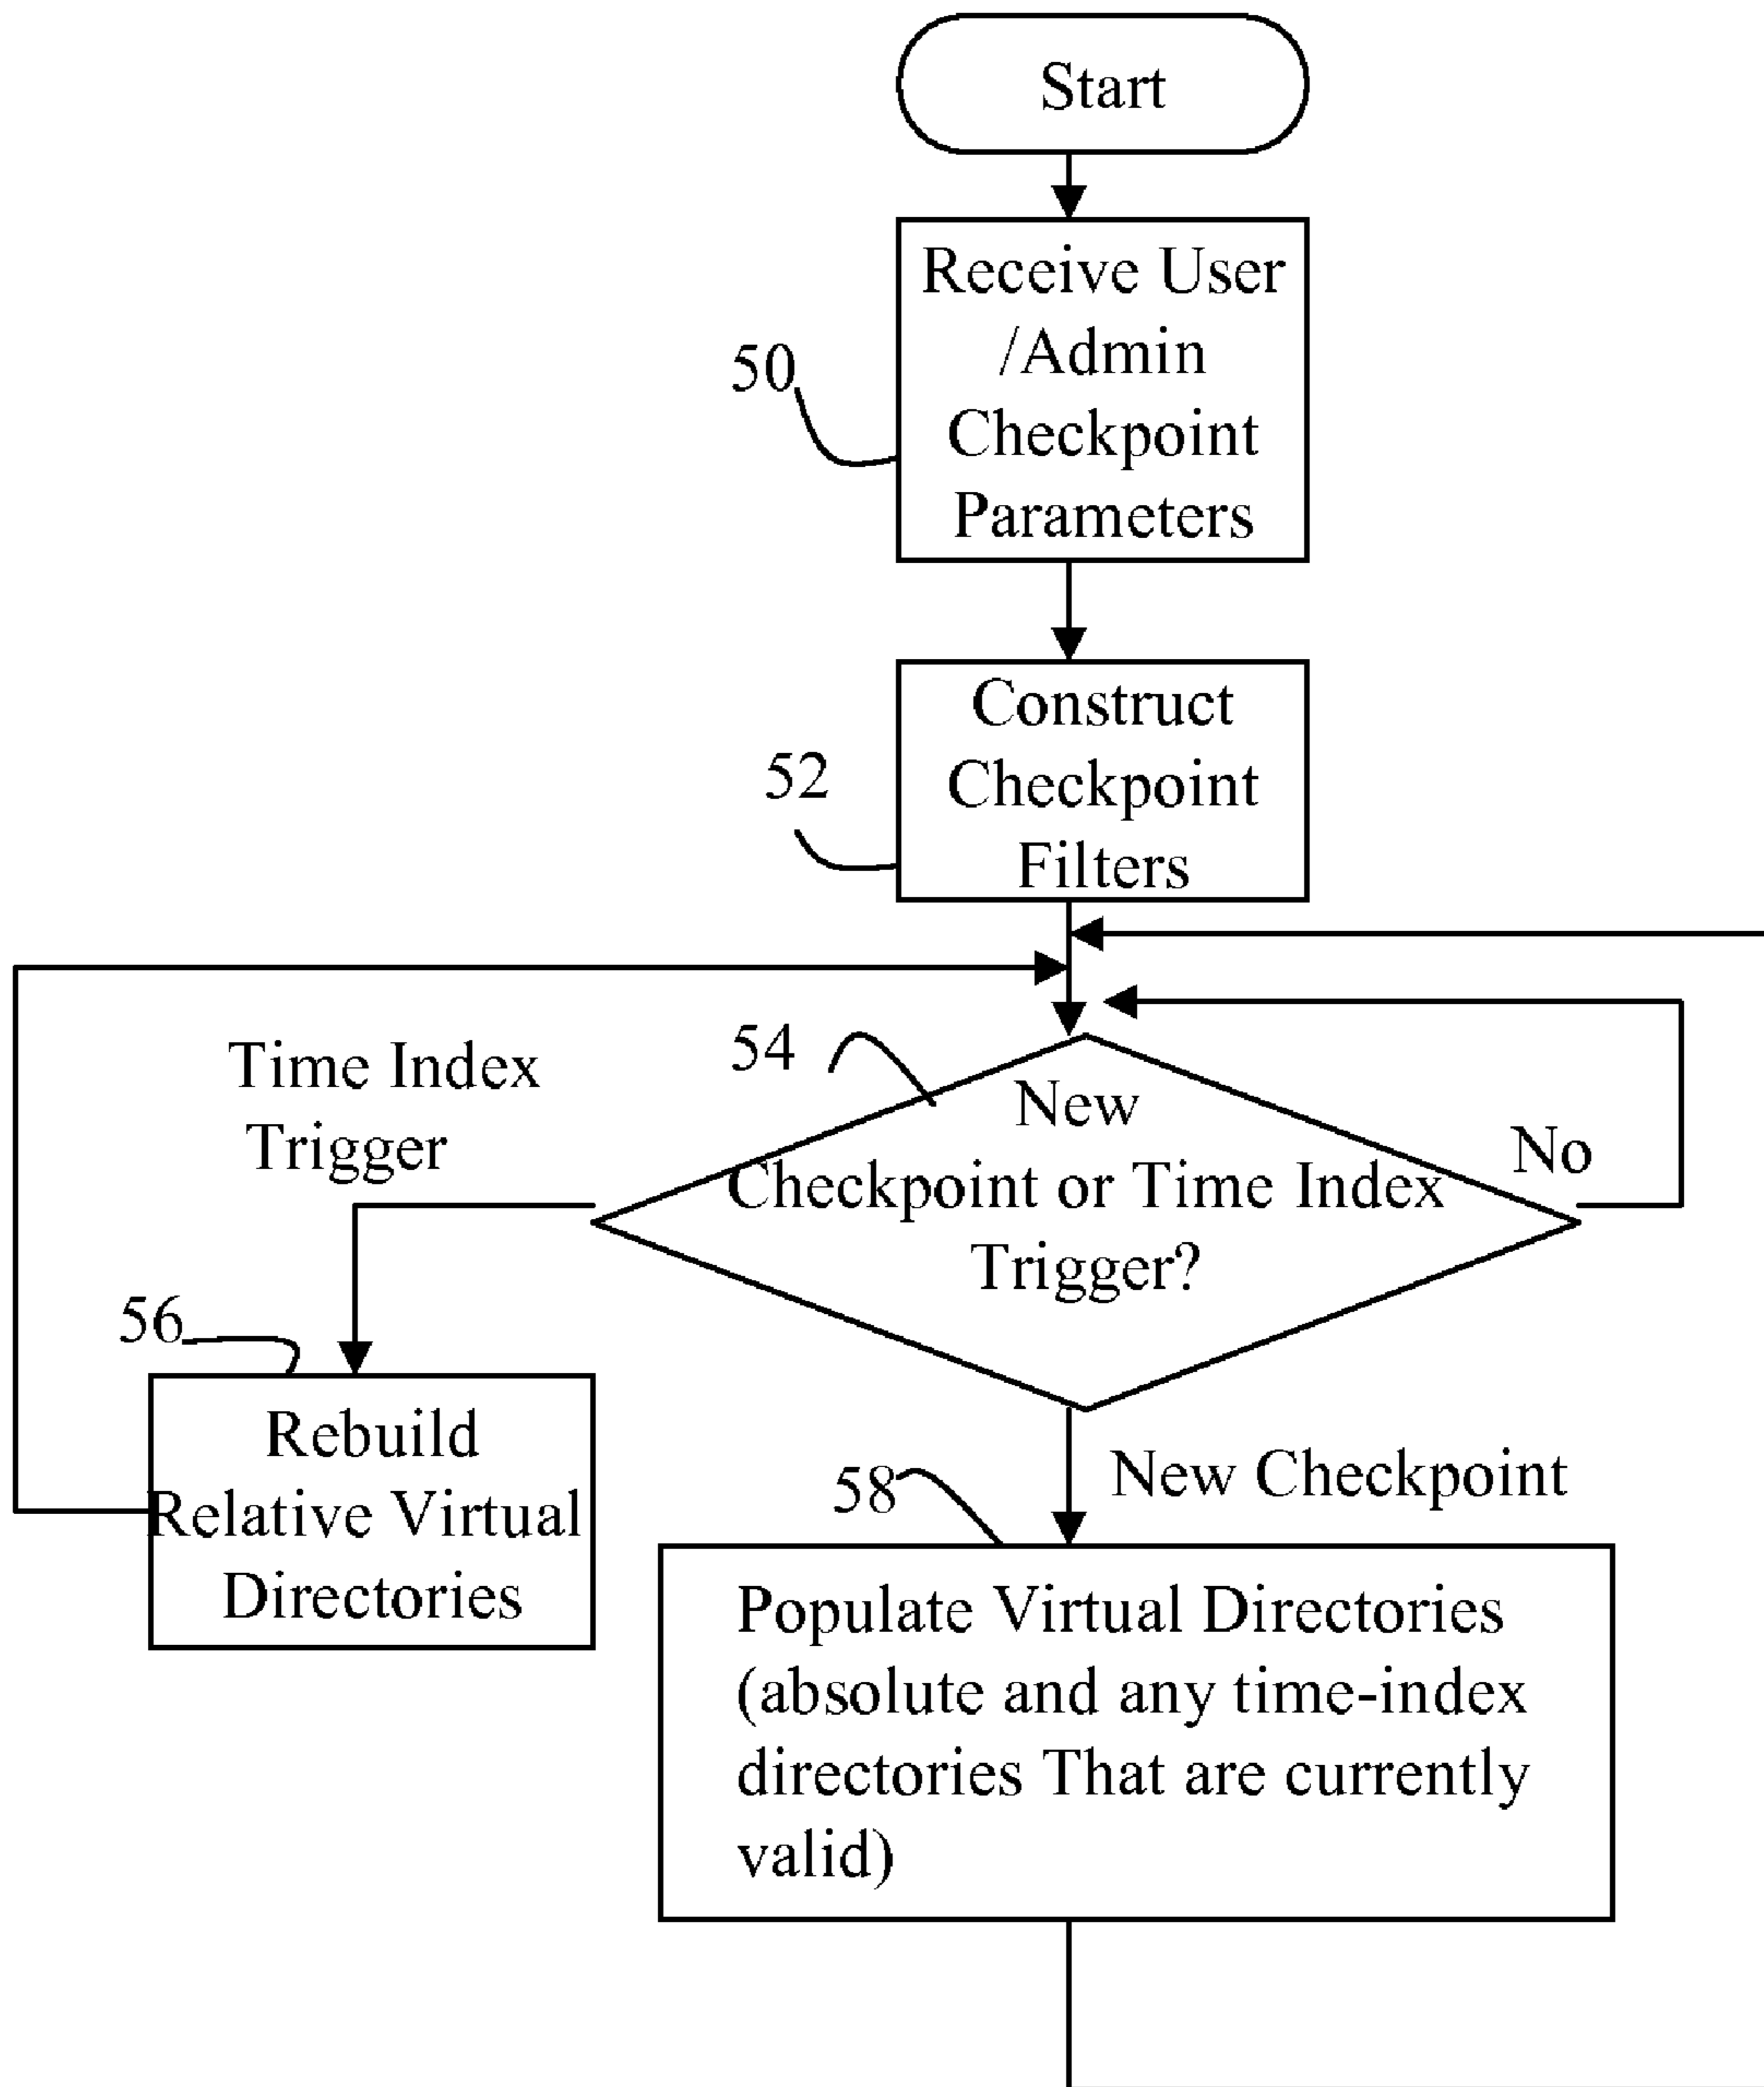 Start
Receive User
/Admin
Checkpoint
Parameters
50
Construct
Checkpoint
Filters
52
54
New
Checkpoint or Time Index
Trigger?
No
Time Index
Trigger
56
Rebuild
Relative Virtual
Directories
58
New Checkpoint
Populate Virtual Directories
(absolute and any time-index
directories That are currently
valid)